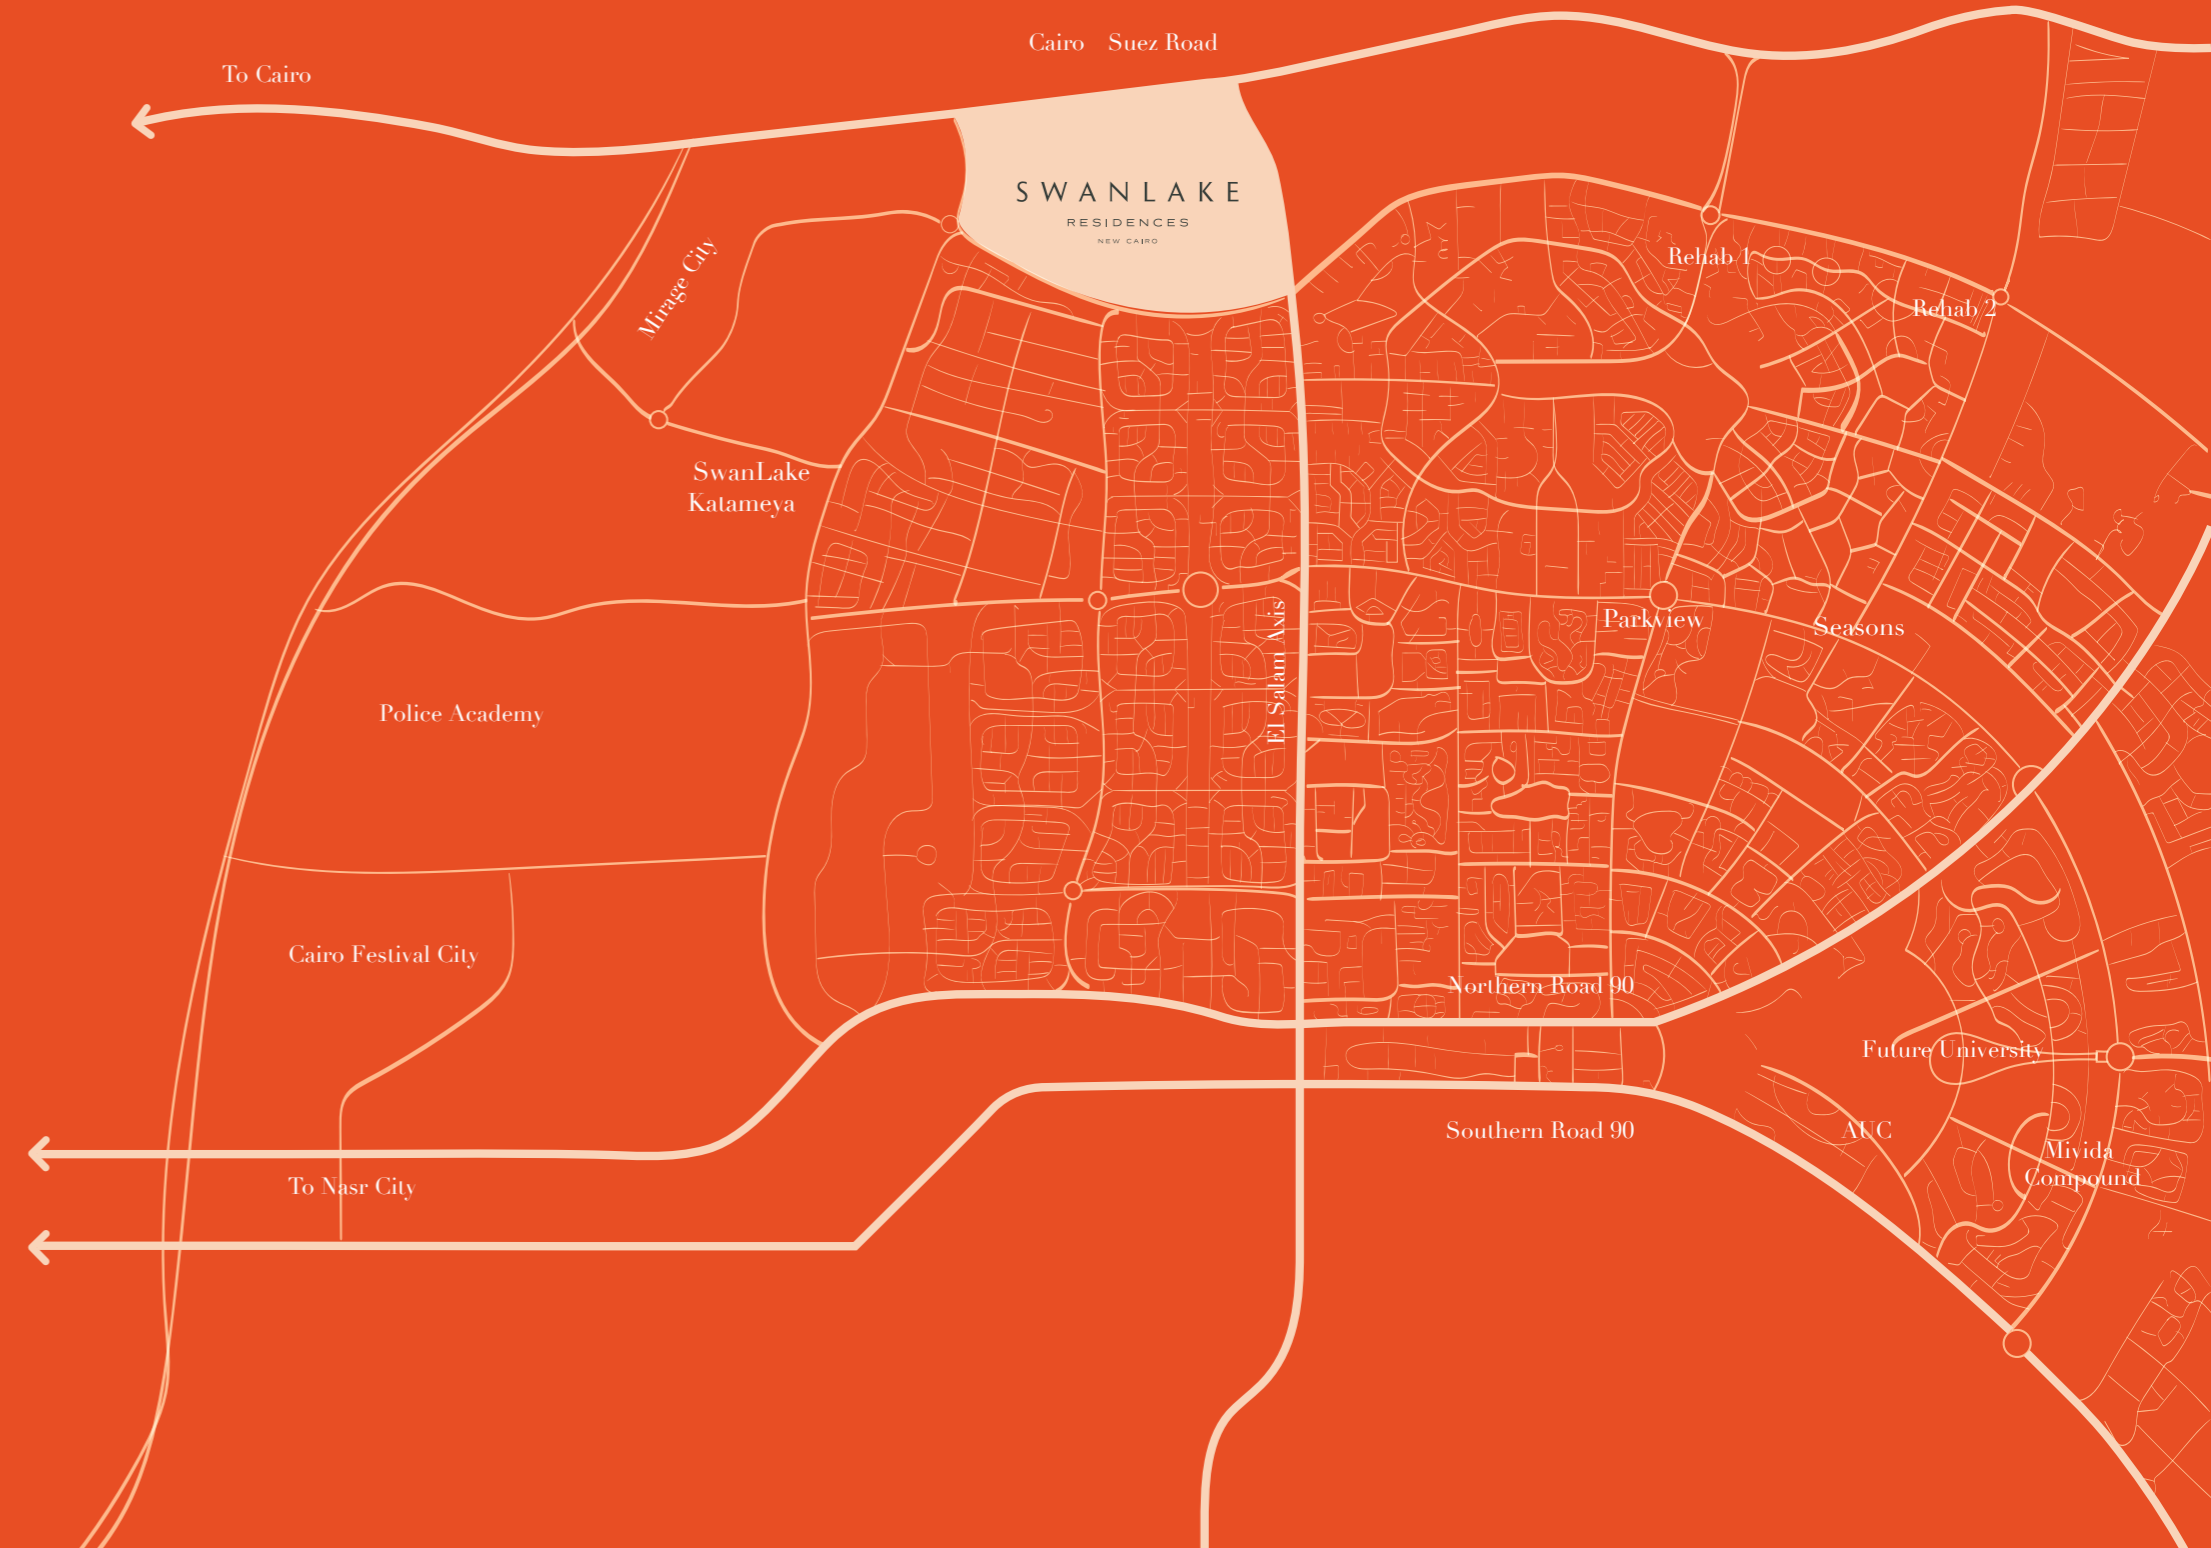 Cairo Suez Road
To Cairo
SWANLAKE
RESIDENCES
NEW CAIRO
Mirage City
Rehab 1
Rehab 2
SwanLake
Katameya
El Salam Axis
Parkview
Seasons
Police Academy
Cairo Festival City
Northern Road 90
Future University
Southern Road 90
AUC
Mivida
Compound
To Nasr City